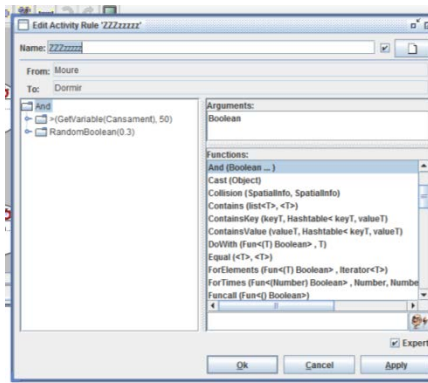 Edit Activity Rule 'ZZZzzzzz'
Name: ZZZzzzzz
From: Moure
To: Dormir
And
>(GetVariable(Cansament), 50)
RandomBoolean(0.3)
Arguments:
Boolean
Functions:
And (Boolean ... )
Cast (Object)
Collision (SpatialInfo, SpatialInfo)
Contains (list<T>, <T>)
ContainsKey (keyT, Hashtable< keyT, valueT)
ContainsValue (valueT, Hashtable< keyT, valueT)
DoWith (Fun<(T) Boolean> , T)
Equal (<T>, <T>)
ForElements (Fun<(T) Boolean> , Iterator<T>)
ForTimes (Fun<(Number) Boolean> , Number, Numbe
Funcall (Fun<() Boolean>)
Expert
Ok Cancel Apply